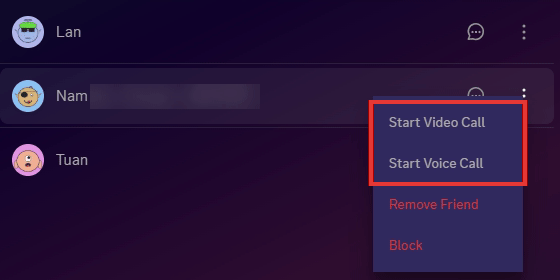 Lan
Nam
Start Video Call
Start Voice Call
Tuan
Remove Friend
Block